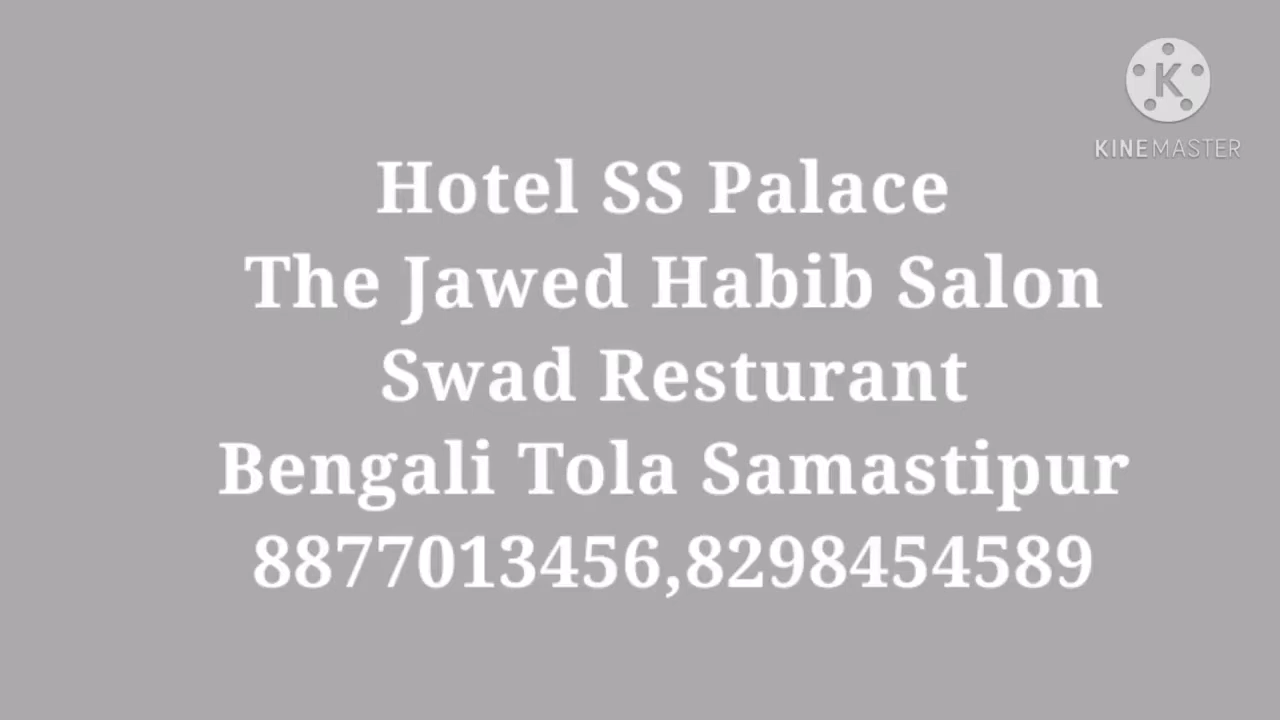 K
KINEMASTER
Hotel SS Palace
The Jawed Habib Salon
Swad Resturant
Bengali Tola Samastipur
8877013456,8298454589